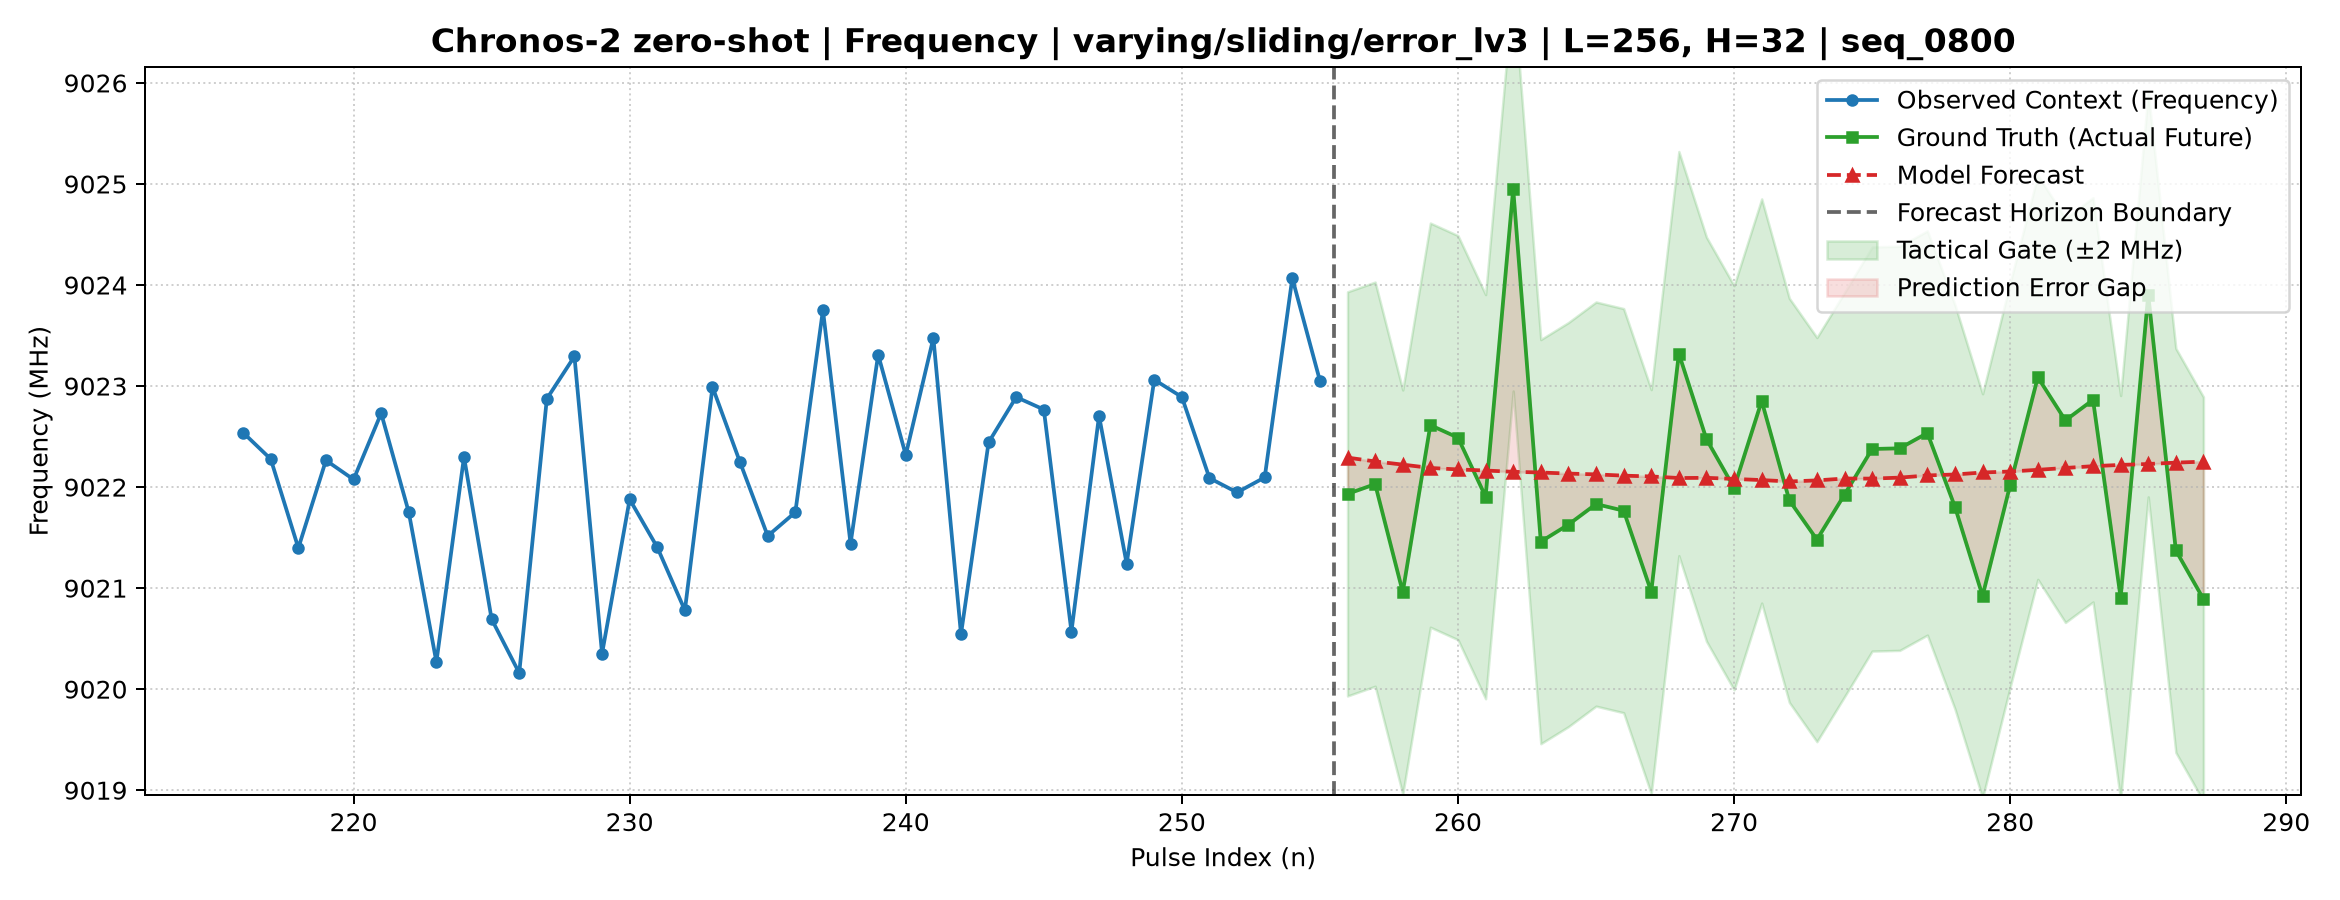 Chronos-2 zero-shot | Frequency | varying/sliding/error_lv3 | L=256, H=32 | seq_0800
9026
9025
9024
9023
9022
9021
9020
9019
Frequency (MHz)
Observed Context (Frequency)
Ground Truth (Actual Future)
Model Forecast
Forecast Horizon Boundary
Tactical Gate (±2 MHz)
Prediction Error Gap
220 230 240 250 260 270 280 290
Pulse Index (n)